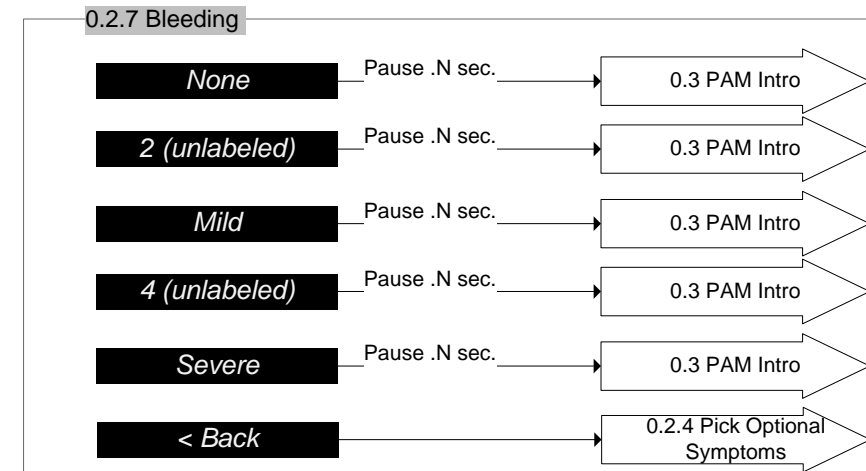 0.2.7 Bleeding
None
Pause .N sec.
0.3 PAM Intro
2 (unlabeled)
Pause .N sec.
0.3 PAM Intro
Mild
Pause .N sec.
0.3 PAM Intro
4 (unlabeled)
Pause .N sec.
0.3 PAM Intro
Severe
Pause .N sec.
0.3 PAM Intro
< Back
0.2.4 Pick Optional
Symptoms